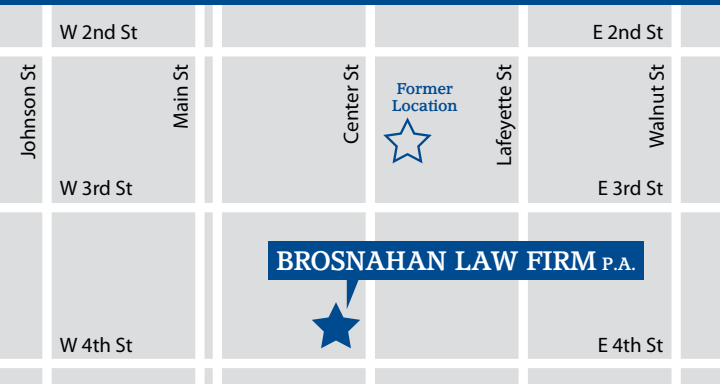 W 2nd St
E 2nd St
Johnson St
Main St
Center St
Former
Location
Lafeyette St
Walnut St
W 3rd St
E 3rd St
BROSNAHAN LAW FIRM P.A.
W 4th St
E 4th St